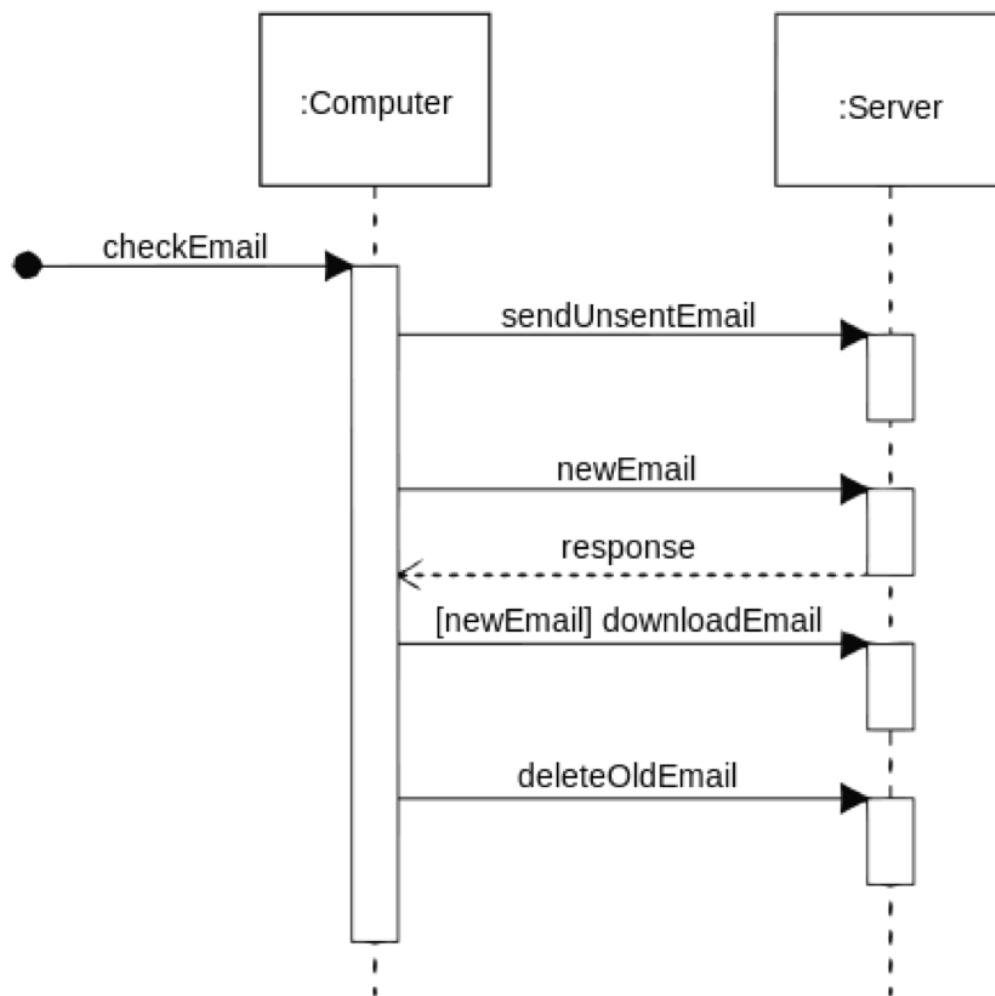 :Computer
:Server
checkEmail
sendUnsentEmail
newEmail
response
[newEmail] downloadEmail
deleteOldEmail